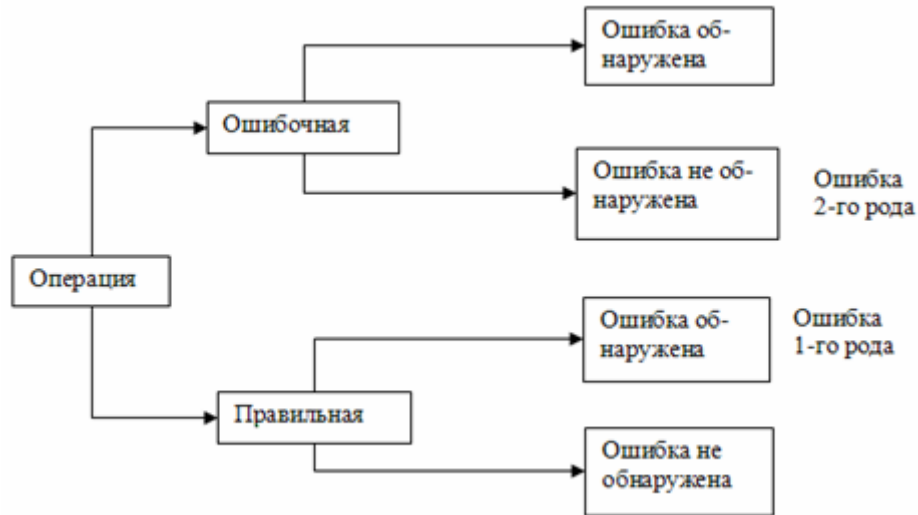 Ошибка об-
наружена
Ошибочная
Ошибка не об-
наружена
Ошибка
2-го рода
Операция
Ошибка об-
наружена
Ошибка
1-го рода
Правильная
Ошибка не
обнаружена